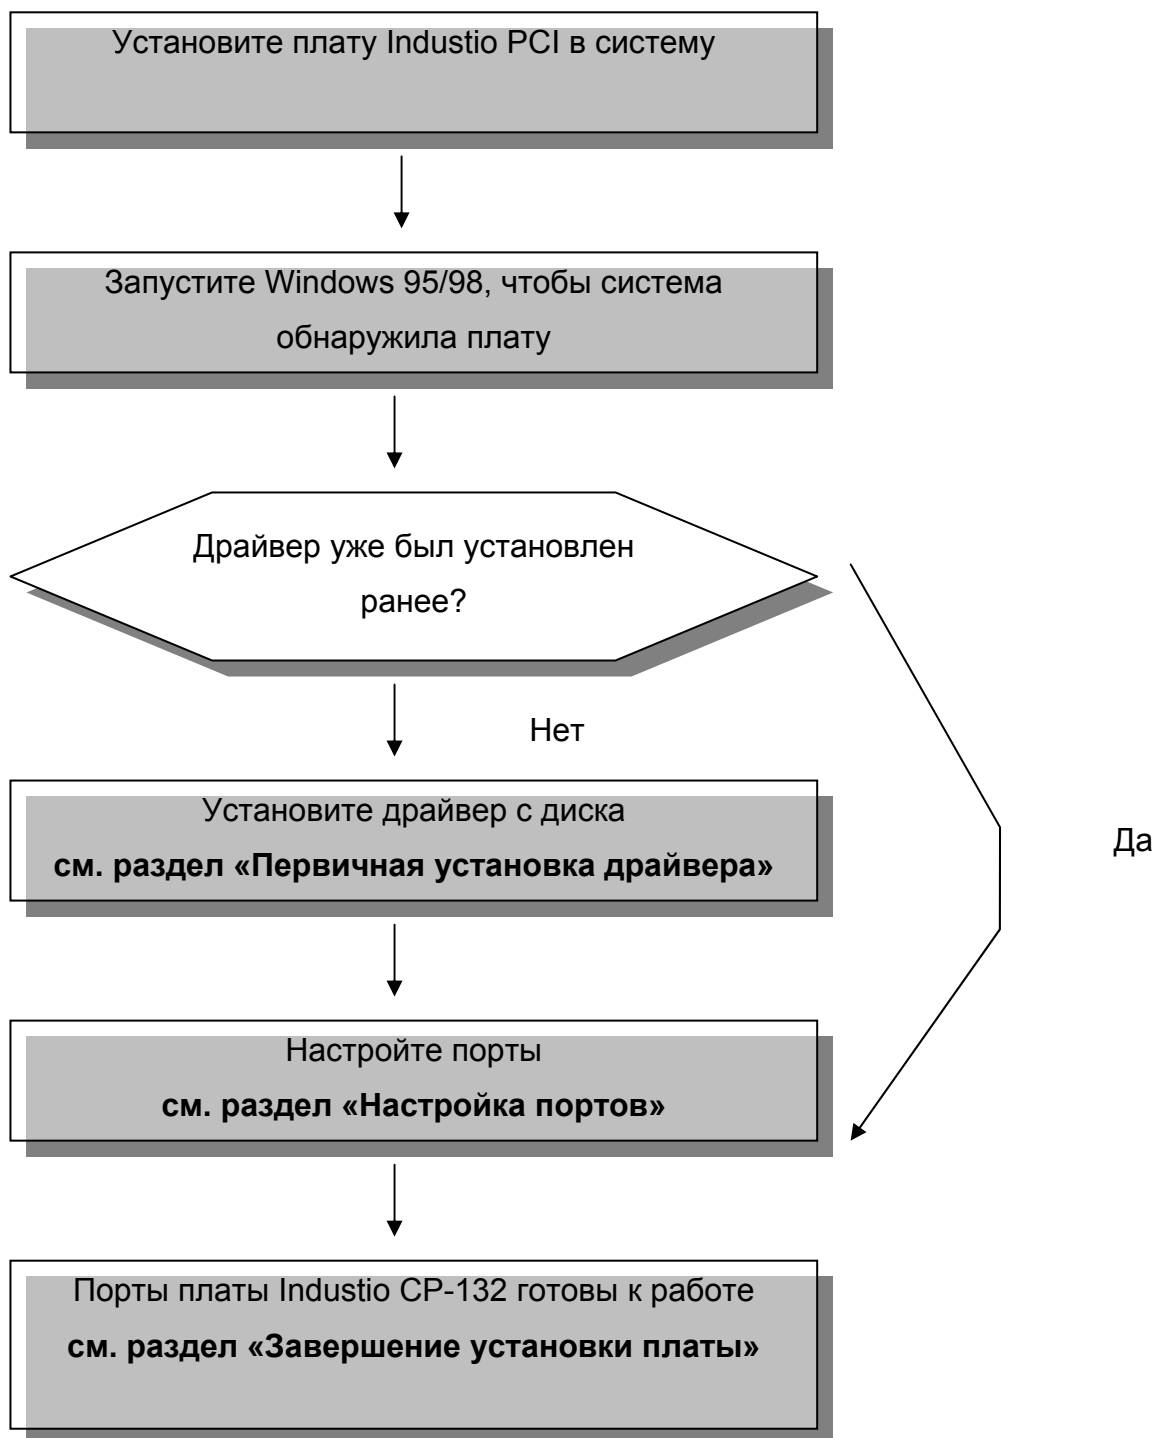 Установите плату Industio PCI в систему
Запустите Windows 95/98, чтобы система
обнаружила плату
Драйвер уже был установлен
ранее?
Нет
Установите драйвер с диска
см. раздел «Первичная установка драйвера»
Да
Настройте порты
см. раздел «Настройка портов»
Порты платы Industio CP-132 готовы к работе
см. раздел «Завершение установки платы»